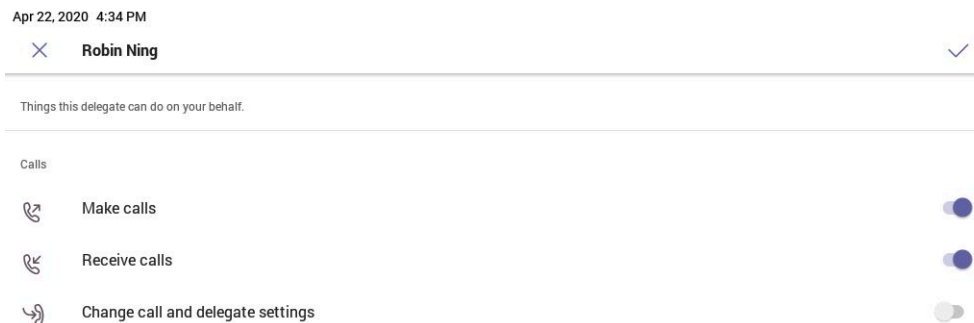 Apr 22, 2020 4:34 PM
Robin Ning
Things this delegate can do on your behalf.
Calls
Make calls
Receive calls
Change call and delegate settings